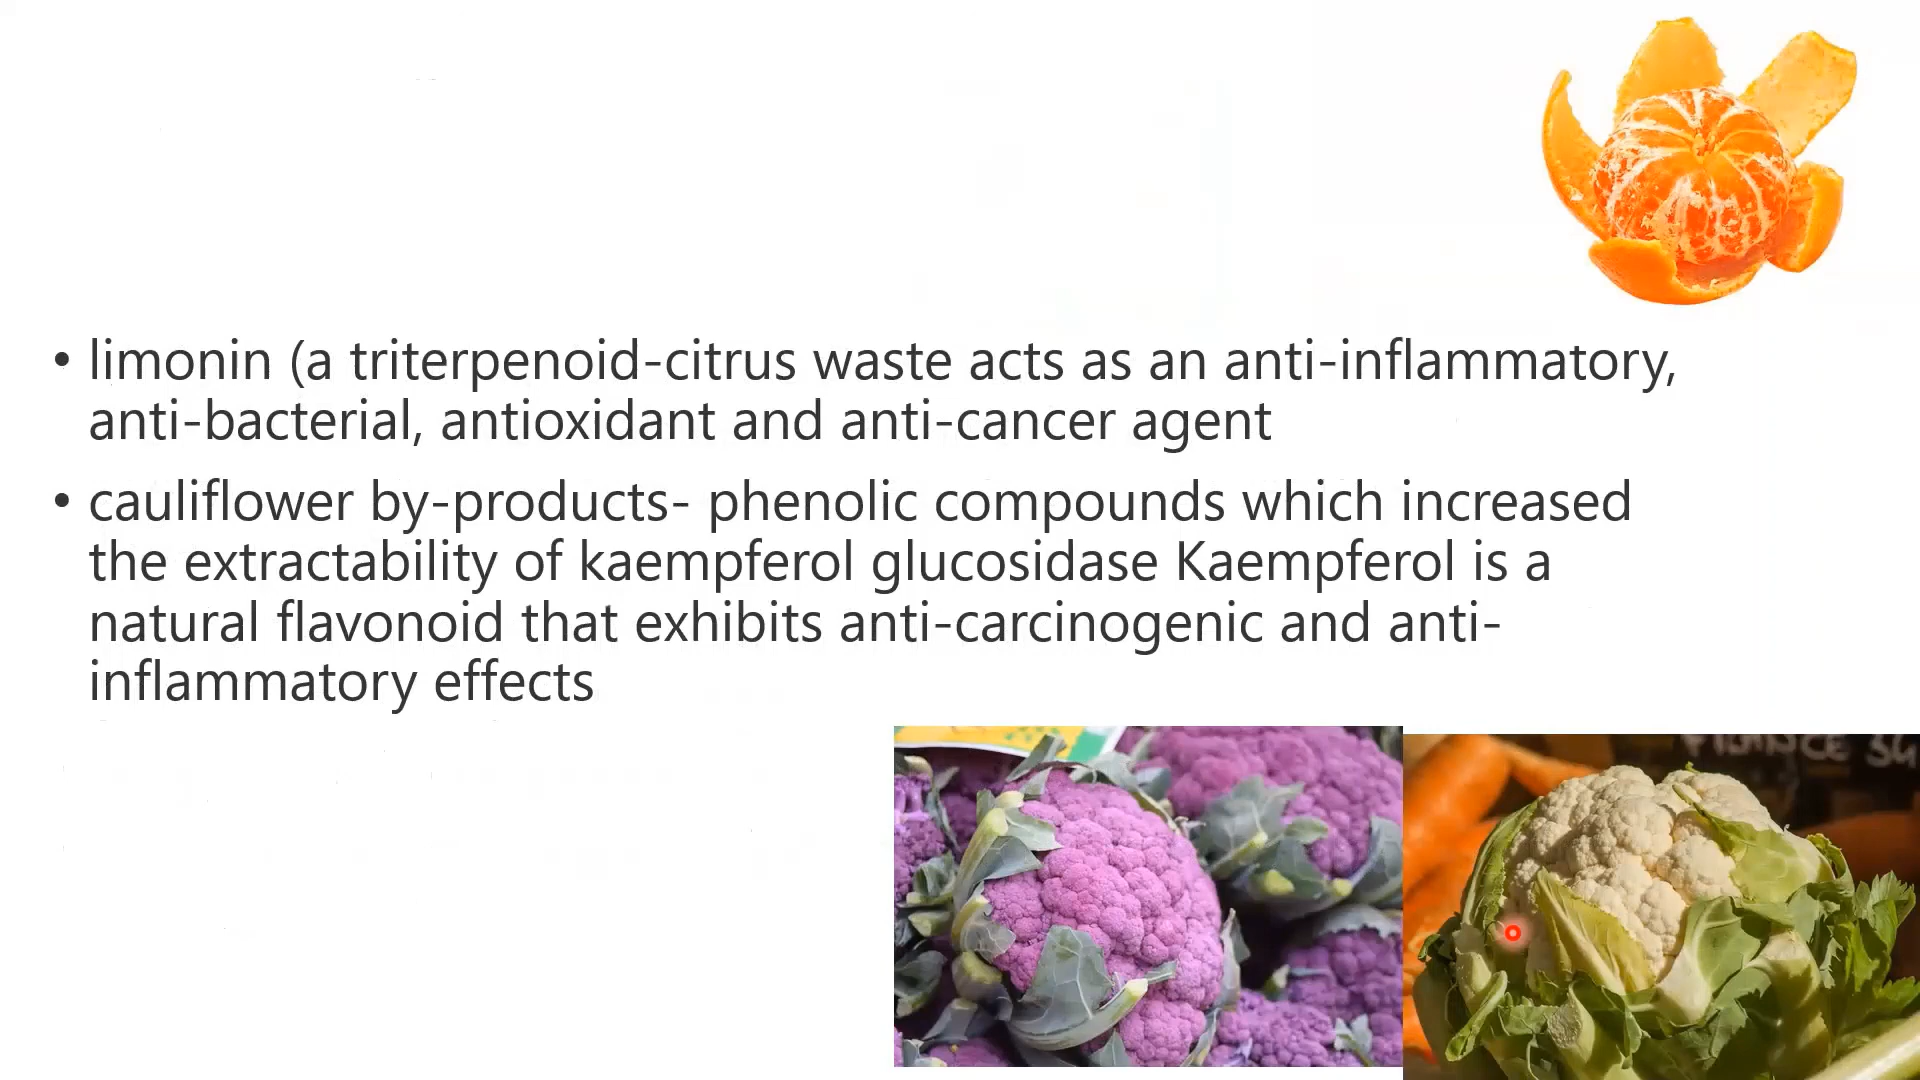 • limonin (a triterpenoid-citrus waste acts as an anti-inflammatory,
anti-bacterial, antioxidant and anti-cancer agent
• cauliflower by-products- phenolic compounds which increased
the extractability of kaempferol glucosidase Kaempferol is a
natural flavonoid that exhibits anti-carcinogenic and anti-
inflammatory effects